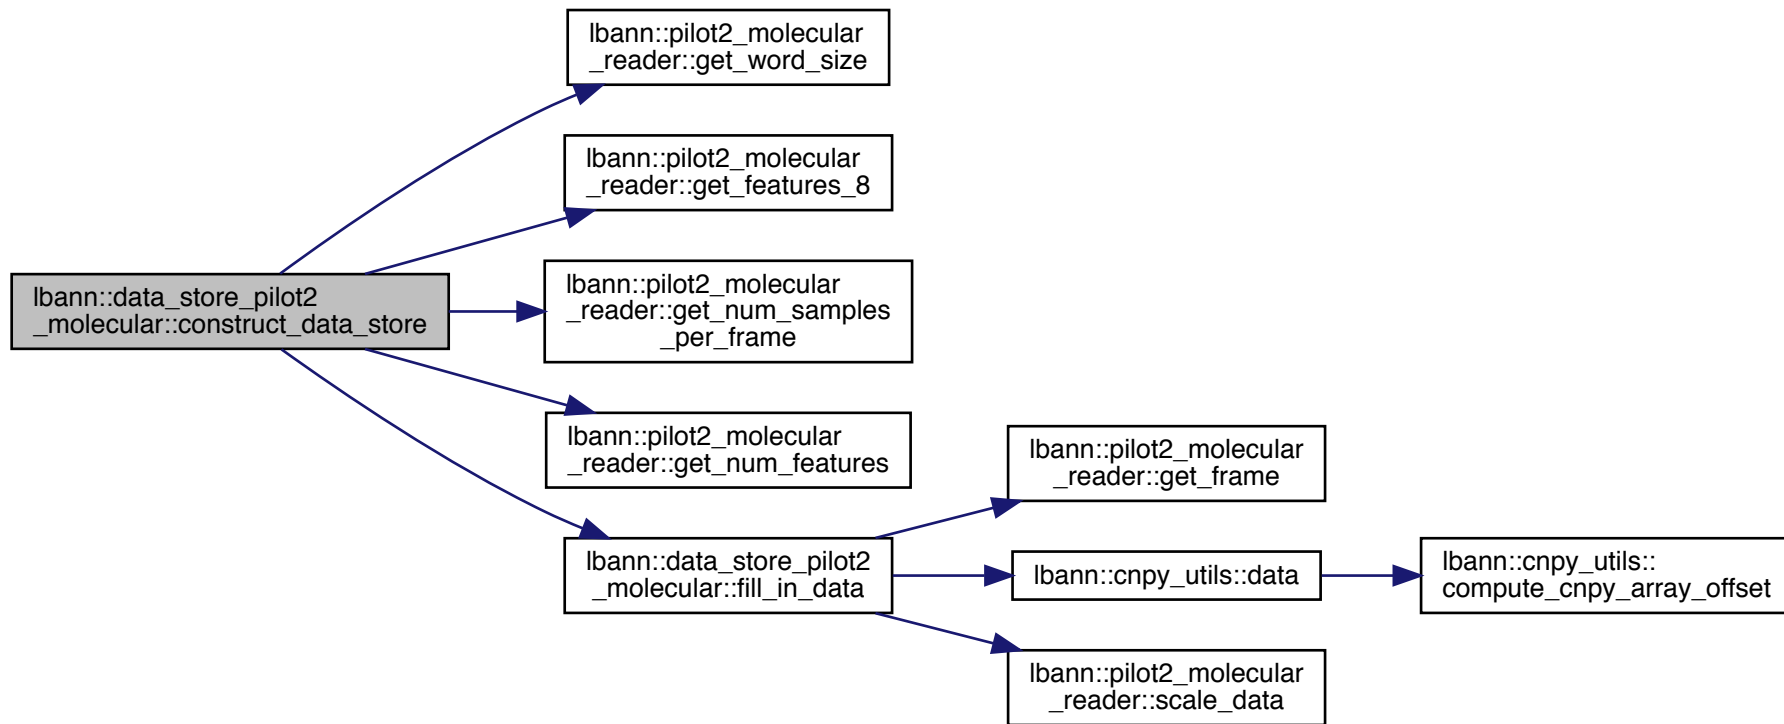 lbann::pilot2_molecular
_reader::get_word_size
lbann::pilot2_molecular
_reader::get_features_8
lbann::data_store_pilot2
_molecular::construct_data_store
lbann::pilot2_molecular
_reader::get_num_samples
_per_frame
lbann::pilot2_molecular
_reader::get_num_features
lbann::data_store_pilot2
_molecular::fill_in_data
lbann::pilot2_molecular
_reader::get_frame
lbann::cnpy_utils::data
lbann::cnpy_utils::
compute_cnpy_array_offset
lbann::pilot2_molecular
_reader::scale_data